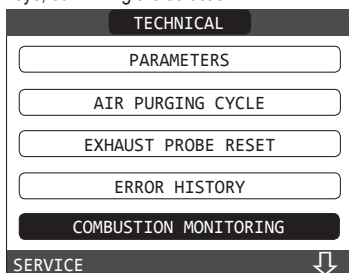 TECHNICAL
PARAMETERS
AIR PURGING CYCLE
EXHAUST PROBE RESET
ERROR HISTORY
COMBUSTION MONITORING
SERVICE